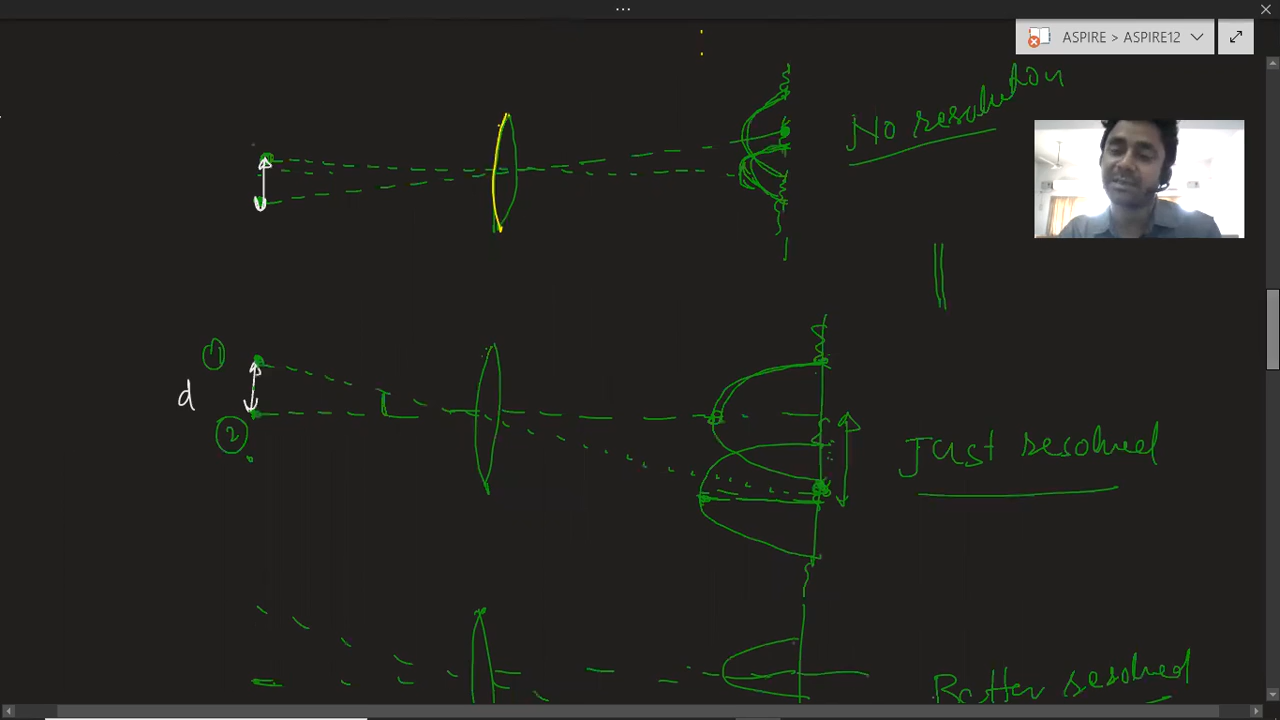 ...
ASPIRE > ASPIRE12
No resolution
1
d
2
Just resolved
Better resolved